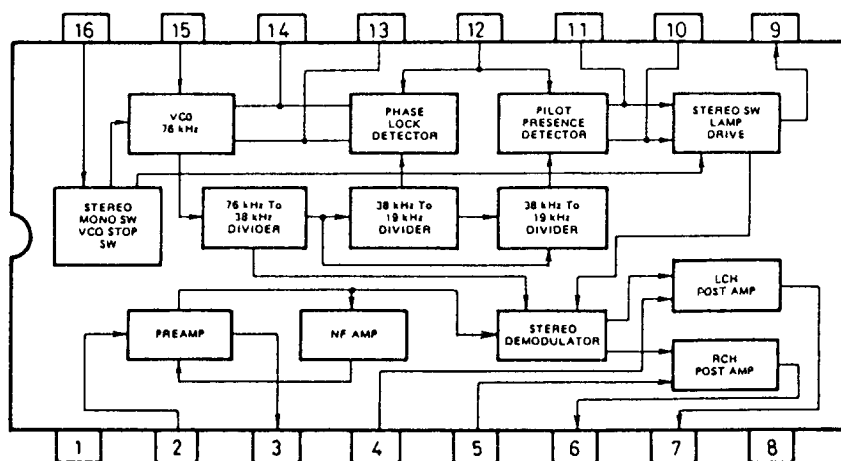 16 15 14 13 12 11 10 9
VCO
76 kHz
PHASE
LOCK
DETECTOR
PILOT
PRESENCE
DETECTOR
STEREO SW
LAMP
DRIVE
STEREO
MONO SW
VCO STOP
SW
76 kHz To
38 kHz
DIVIDER
38 kHz To
19 kHz
DIVIDER
38 kHz To
19 kHz
DIVIDER
PREAMP
NF AMP
STEREO
DEMODULATOR
LCH
POST AMP
RCH
POST AMP
1 2 3 4 5 6 7 8